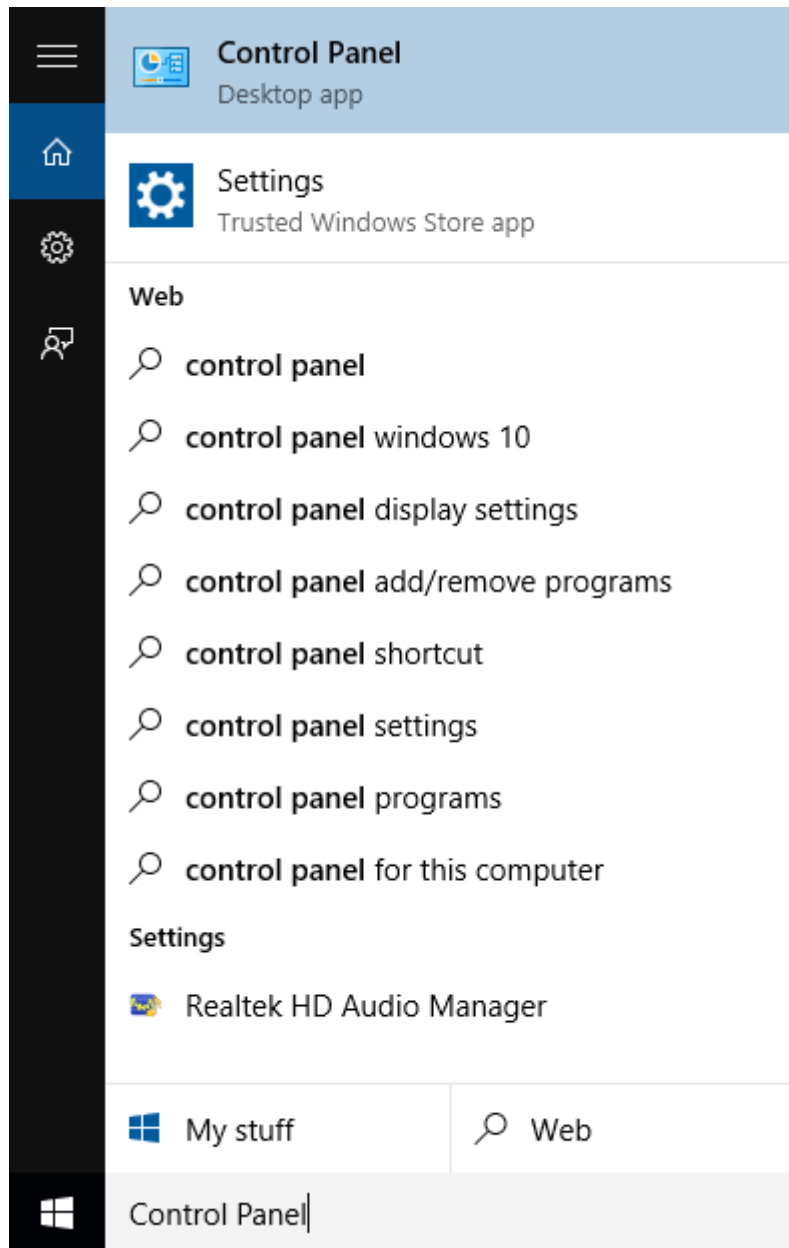 Control Panel
Desktop app
Settings
Trusted Windows Store app
Web
control panel
control panel windows 10
control panel display settings
control panel add/remove programs
control panel shortcut
control panel settings
control panel programs
control panel for this computer
Settings
Realtek HD Audio Manager
My stuff
Web
Control Panel